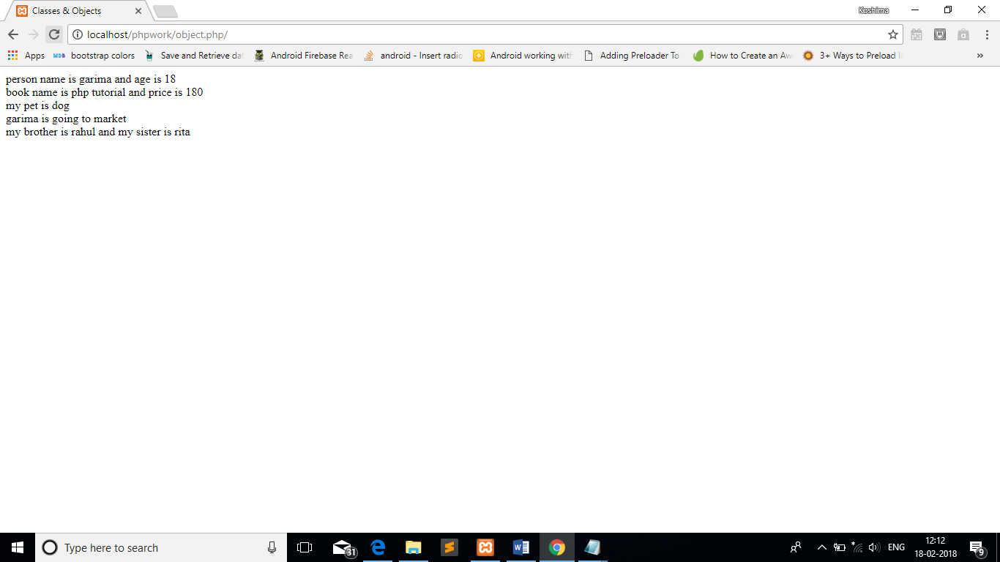 Classes & Objects
Koshima
localhost/phpwork/object.php/
Apps MDB bootstrap colors Save and Retrieve dat Android Firebase Rea android - Insert radio Android working with Adding Preloader To How to Create an Aw 3+ Ways to Preload I »
person name is garima and age is 18
book name is php tutorial and price is 180
my pet is dog
garima is going to market
my brother is rahul and my sister is rita
Type here to search
31
ENG
12:12
18-02-2018
9